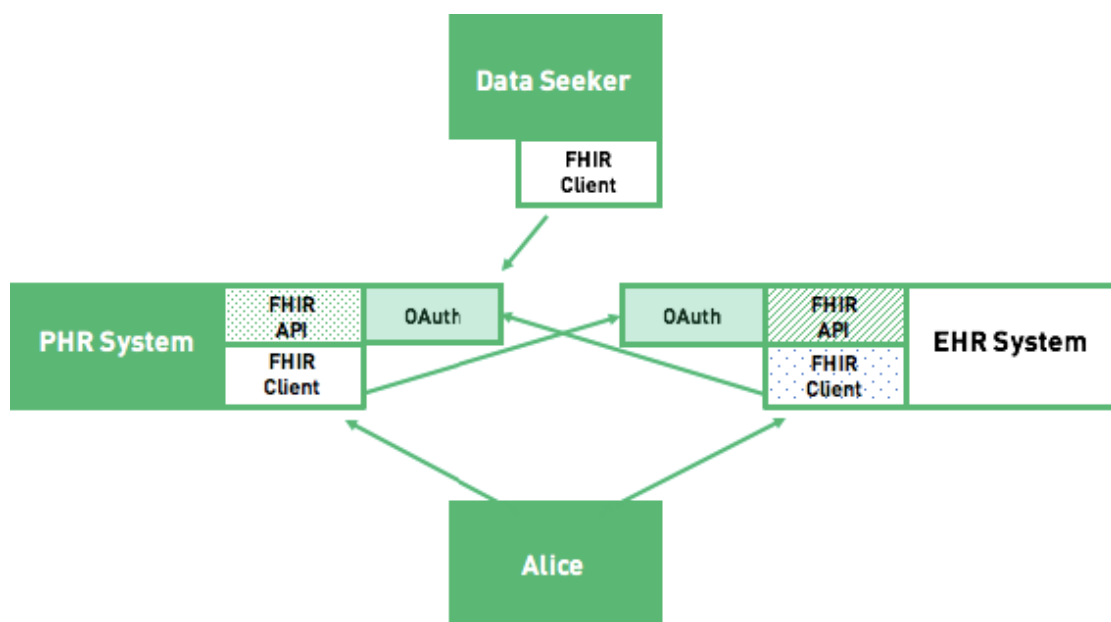 Data Seeker
FHIR
Client
PHR System
FHIR
API
OAuth
FHIR
Client
OAuth
FHIR
API
FHIR
Client
EHR System
Alice